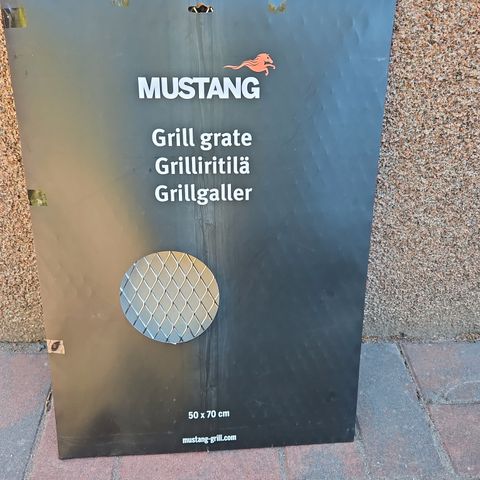 MUSTANG
Grill grate
Grilliritilä
Grillgaller
50 x 70 cm
mustang-grill.com